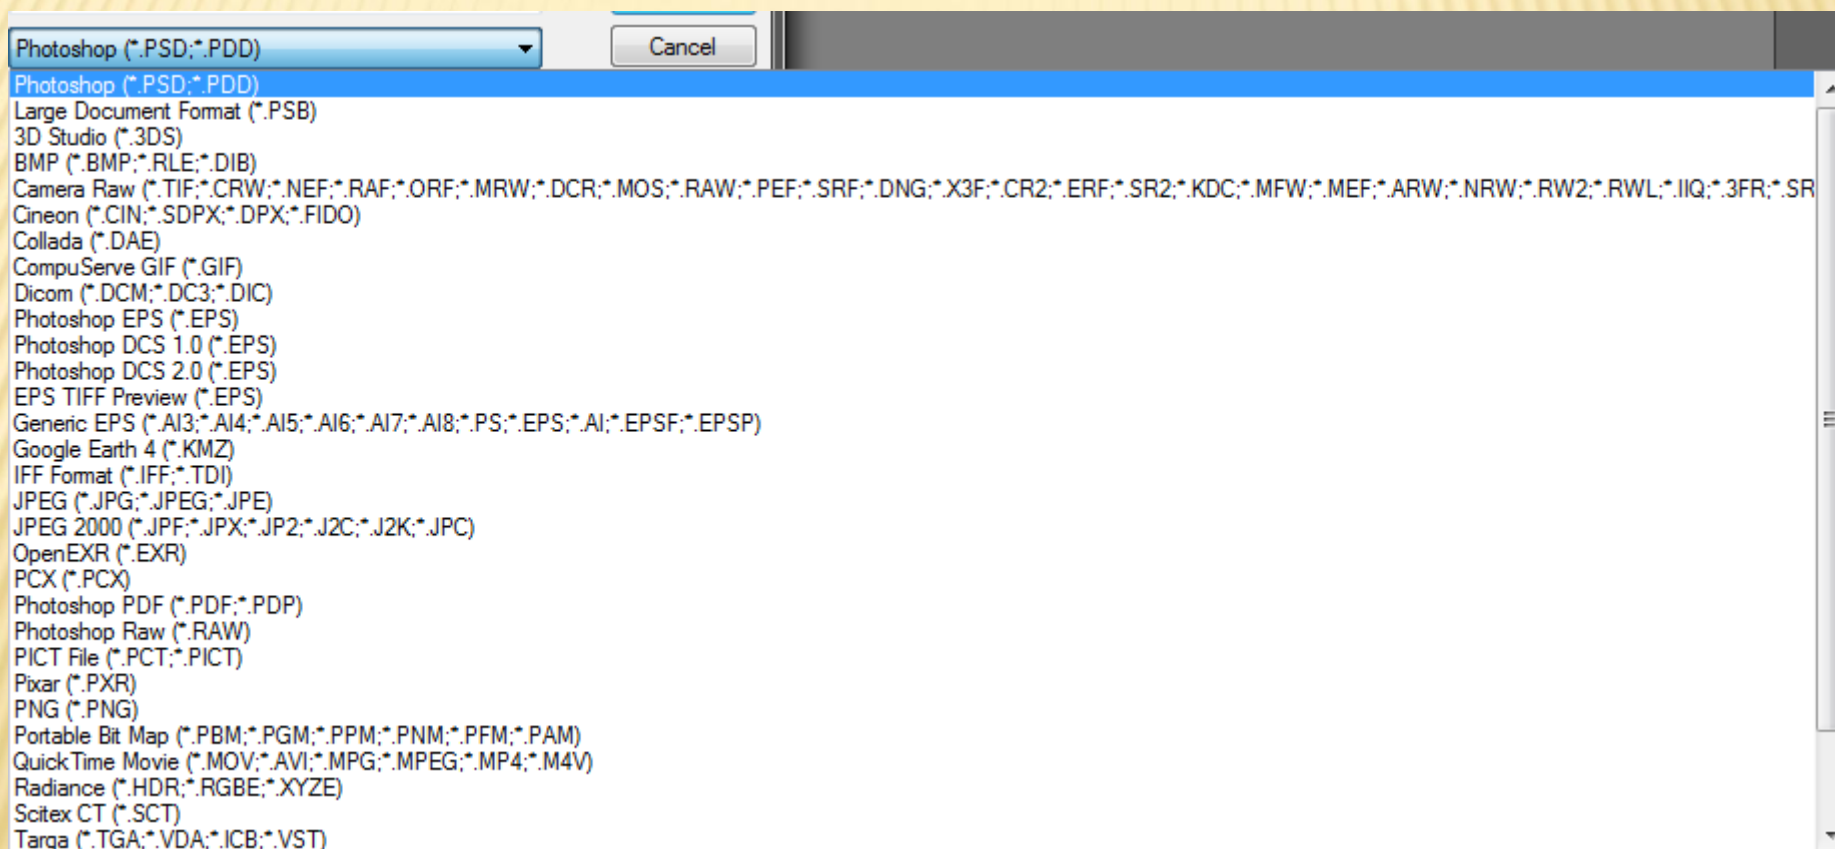 Photoshop (*.PSD;*.PDD)
Cancel
Photoshop (*.PSD;*.PDD)
Large Document Format (*.PSB)
3D Studio (*.3DS)
BMP (*.BMP;*.RLE;*.DIB)
Camera Raw (*.TIF;*.CRW;*.NEF;*.RAF;*.ORF;*.MRW;*.DCR;*.MOS;*.RAW;*.PEF;*.SRF;*.DNG;*.X3F;*.CR2;*.ERF;*.SR2;*.KDC;*.MFW;*.MEF;*.ARW;*.NRW;*.RW2;*.RWL;*.IIQ;*.3FR;*.SR
Cineon (*.CIN;*.SDPX;*.DPX;*.FIDO)
Collada (*.DAE)
CompuServe GIF (*.GIF)
Dicom (*.DCM;*.DC3;*.DIC)
Photoshop EPS (*.EPS)
Photoshop DCS 1.0 (*.EPS)
Photoshop DCS 2.0 (*.EPS)
EPS TIFF Preview (*.EPS)
Generic EPS (*.AI3;*.AI4;*.AI5;*.AI6;*.AI7;*.AI8;*.PS;*.EPS;*.AI;*.EPSF;*.EPSP)
Google Earth 4 (*.KMZ)
IFF Format (*.IFF;*.TDI)
JPEG (*.JPG;*.JPEG;*.JPE)
JPEG 2000 (*.JPF;*.JPX;*.JP2;*.J2C;*.J2K;*.JPC)
OpenEXR (*.EXR)
PCX (*.PCX)
Photoshop PDF (*.PDF;*.PDP)
Photoshop Raw (*.RAW)
PICT File (*.PCT;*.PICT)
Pixar (*.PXR)
PNG (*.PNG)
Portable Bit Map (*.PBM;*.PGM;*.PPM;*.PNM;*.PFM;*.PAM)
QuickTime Movie (*.MOV;*.AVI;*.MPG;*.MPEG;*.MP4;*.M4V)
Radiance (*.HDR;*.RGBE;*.XYZE)
Scitex CT (*.SCT)
Targa (*.TGA;*.VDA;*.ICB;*.VST)